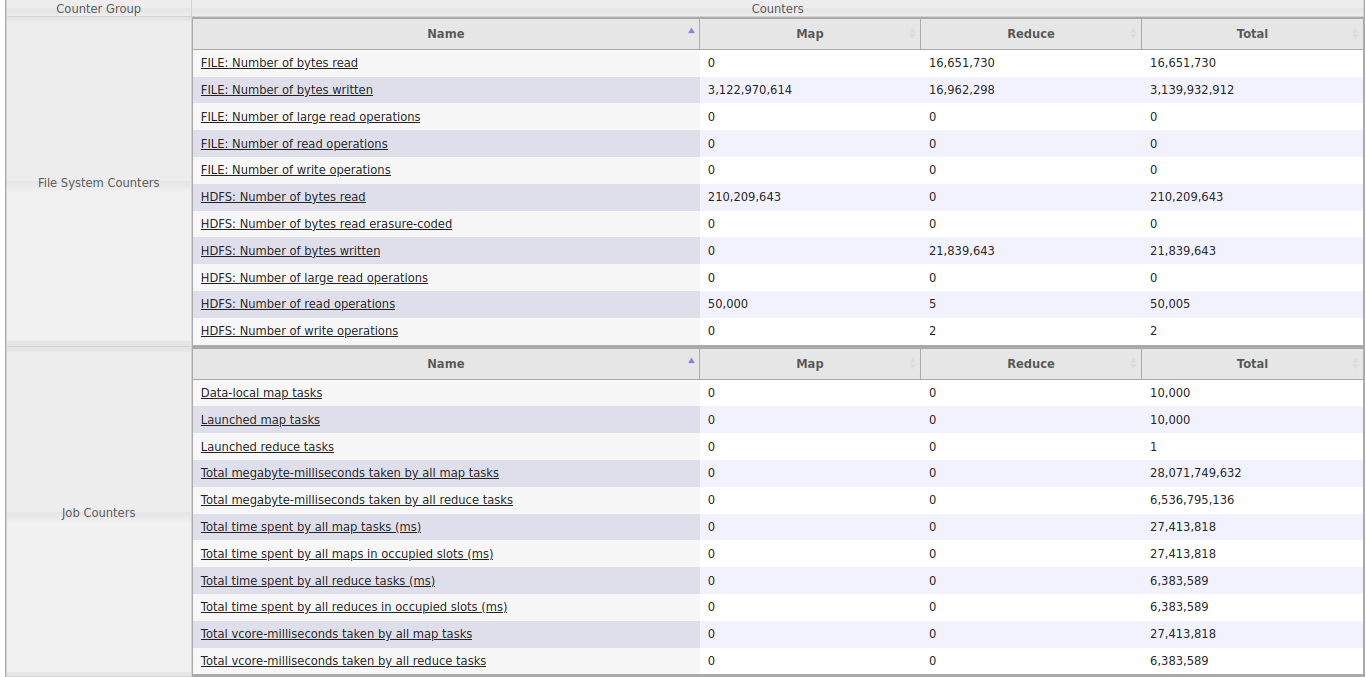 Counter Group Counters
File System Counters
Name Map Reduce Total
FILE: Number of bytes read 0 16,651,730 16,651,730
FILE: Number of bytes written 3,122,970,614 16,962,298 3,139,932,912
FILE: Number of large read operations 0 0 0
FILE: Number of read operations 0 0 0
FILE: Number of write operations 0 0 0
HDFS: Number of bytes read 210,209,643 0 210,209,643
HDFS: Number of bytes read erasure-coded 0 0 0
HDFS: Number of bytes written 0 21,839,643 21,839,643
HDFS: Number of large read operations 0 0 0
HDFS: Number of read operations 50,000 5 50,005
HDFS: Number of write operations 0 2 2
Job Counters
Name Map Reduce Total
Data-local map tasks 0 0 10,000
Launched map tasks 0 0 10,000
Launched reduce tasks 0 0 1
Total megabyte-milliseconds taken by all map tasks 0 0 28,071,749,632
Total megabyte-milliseconds taken by all reduce tasks 0 0 6,536,795,136
Total time spent by all map tasks (ms) 0 0 27,413,818
Total time spent by all maps in occupied slots (ms) 0 0 27,413,818
Total time spent by all reduce tasks (ms) 0 0 6,383,589
Total time spent by all reduces in occupied slots (ms) 0 0 6,383,589
Total vcore-milliseconds taken by all map tasks 0 0 27,413,818
Total vcore-milliseconds taken by all reduce tasks 0 0 6,383,589